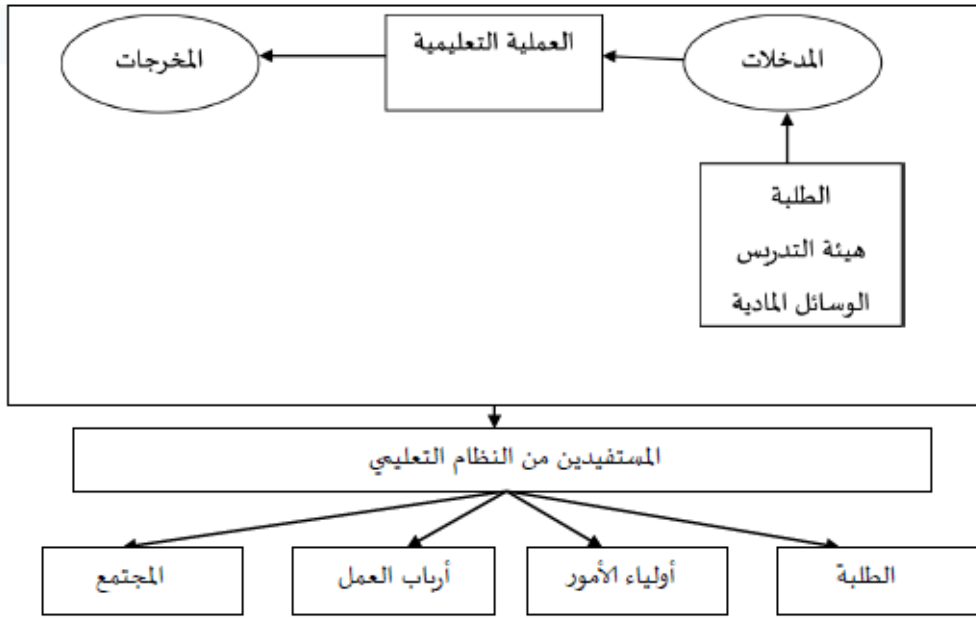 المدخلات
العملية التعليمية
المخرجات
الطلبة
هيئة التدريس
الوسائل المادية
المستفيدين من النظام التعليمي
الطلبة
أولياء الأمور
أرباب العمل
المجتمع